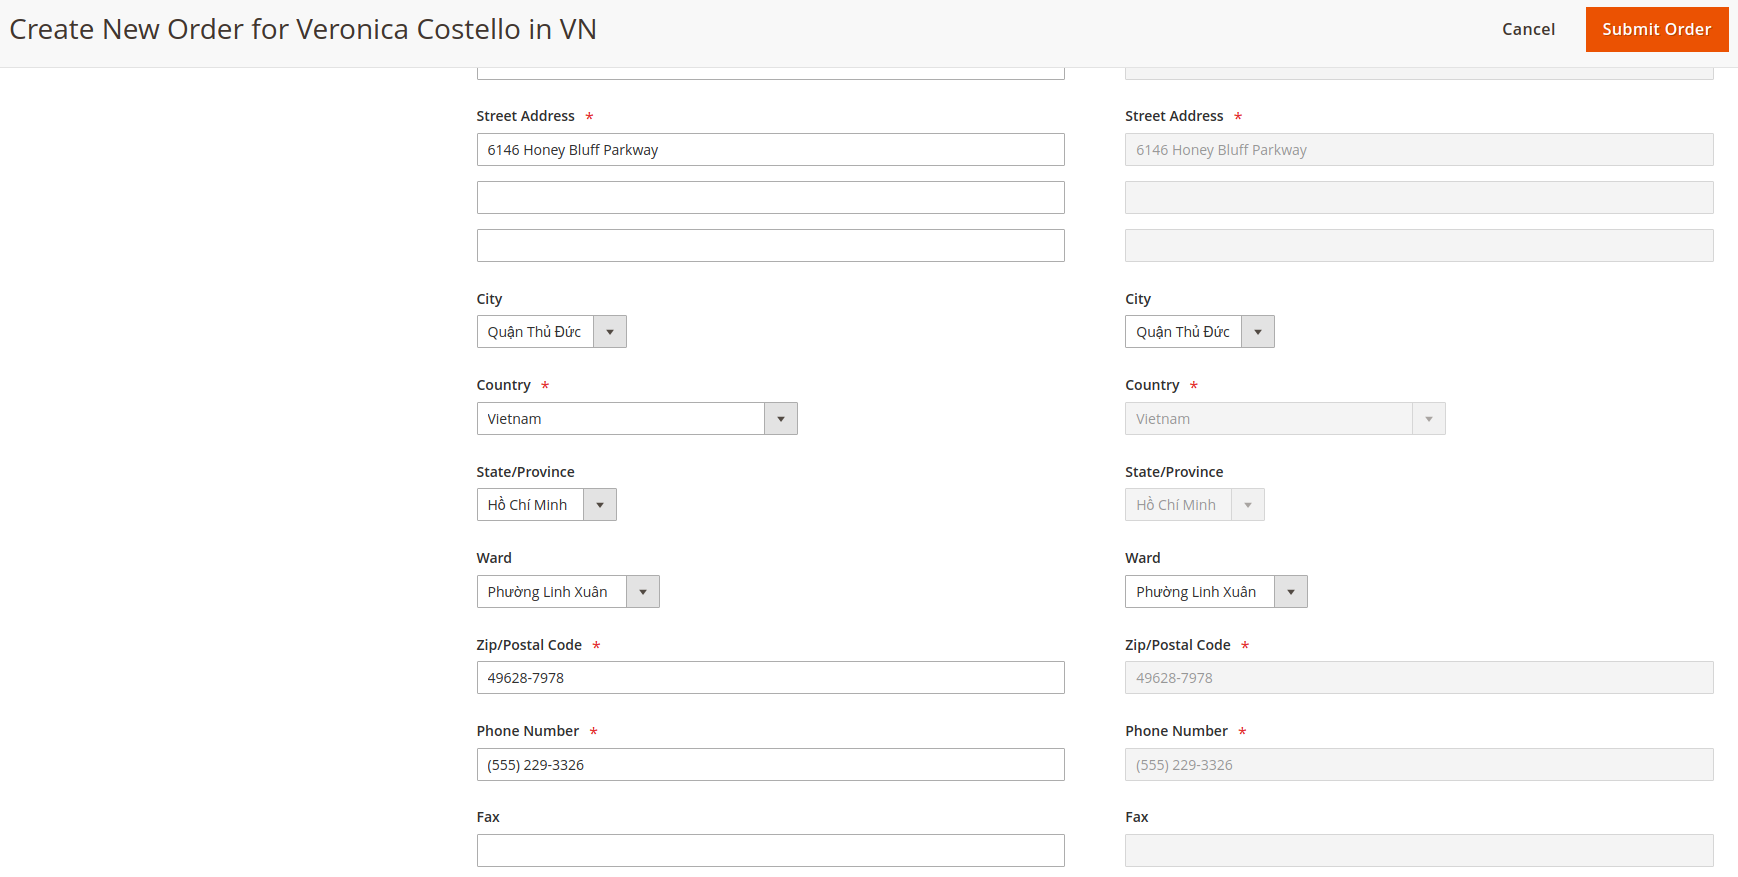 Create New Order for Veronica Costello in VN
Cancel
Submit Order
Street Address *
6146 Honey Bluff Parkway
City
Quận Thủ Đức
Country *
Vietnam
State/Province
Hồ Chí Minh
Ward
Phường Linh Xuân
Zip/Postal Code *
49628-7978
Phone Number *
(555) 229-3326
Fax
Street Address *
6146 Honey Bluff Parkway
City
Quận Thủ Đức
Country *
Vietnam
State/Province
Hồ Chí Minh
Ward
Phường Linh Xuân
Zip/Postal Code *
49628-7978
Phone Number *
(555) 229-3326
Fax